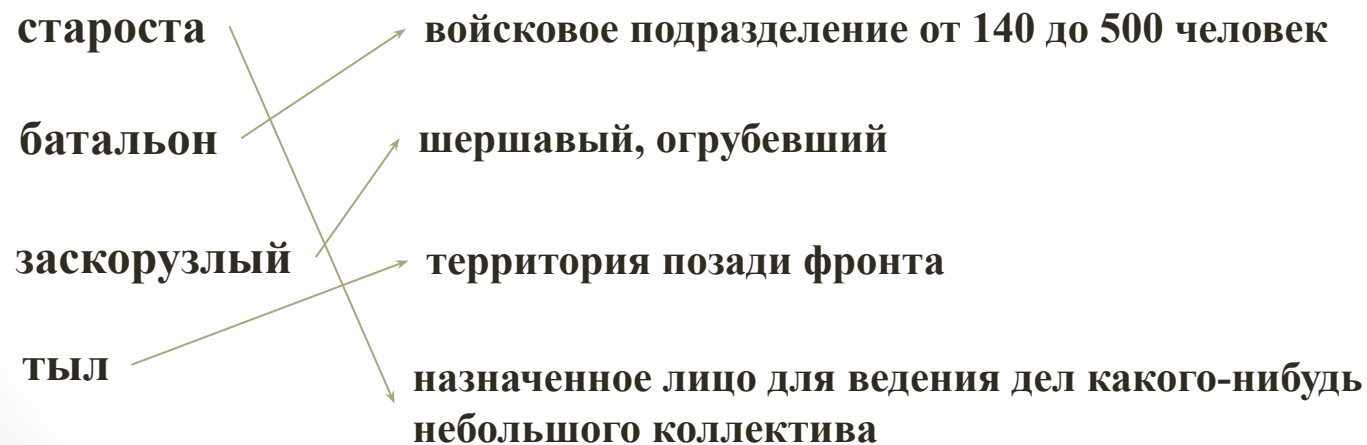 староста
войсковое подразделение от 140 до 500 человек
батальон
шершавый, огрубевший
заскорузлый
территория позади фронта
тыл
назначенное лицо для ведения дел какого-нибудь
небольшого коллектива